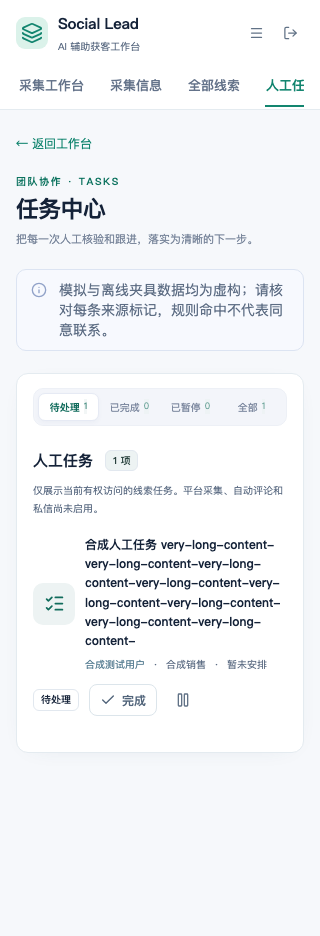 Social Lead
AI 辅助获客工作台
采集工作台 采集信息 全部线索 人工任
← 返回工作台
团队协作 · TASKS
任务中心
把每一次人工核验和跟进，落实为清晰的下一步。
模拟与离线夹具数据均为虚构；请核
对每条来源标记，规则命中不代表同
意联系。
待处理 1 已完成 0 已暂停 0 全部 1
人工任务 1 项
仅展示当前有权访问的线索任务。平台采集、自动评论和
私信尚未启用。
合成人工任务 very-long-content-
very-long-content-very-long-
content-very-long-content-very-
long-content-very-long-content-
very-long-content-very-long-
content-
合成测试用户 · 合成销售 · 暂未安排
待处理 完成